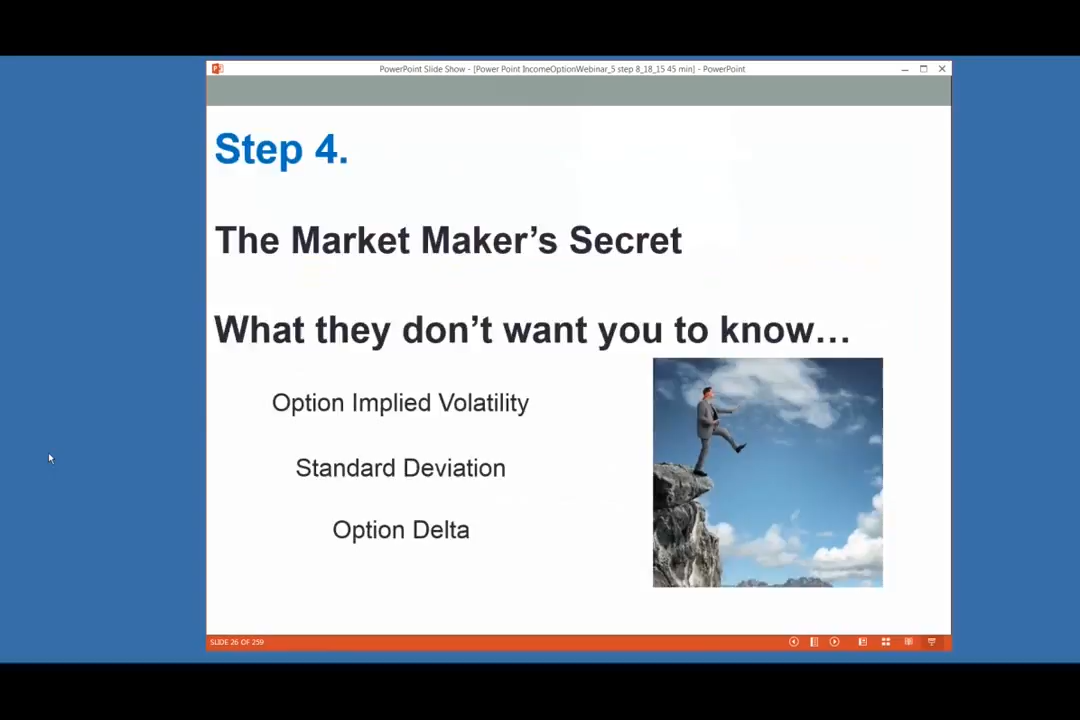 PowerPoint Slide Show - [Power Point IncomeOptionWebinar_5 step 8_18_15 45 min] - PowerPoint
Step 4.
The Market Maker’s Secret
What they don’t want you to know…
Option Implied Volatility
Standard Deviation
Option Delta
SLIDE 26 OF 259